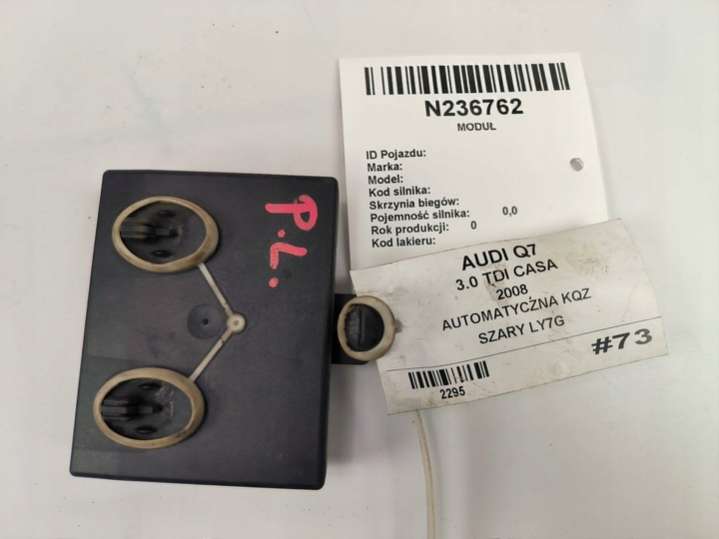 N236762
MODUŁ
ID Pojazdu:
Marka:
Model:
Kod silnika:
Skrzynia biegów:
Pojemność silnika: 0,0
Rok produkcji: 0
Kod lakieru:
AUDI Q7
3.0 TDI CASA
2008
AUTOMATYCZNA KQZ
SZARY LY7G
#73
2295
P.L.